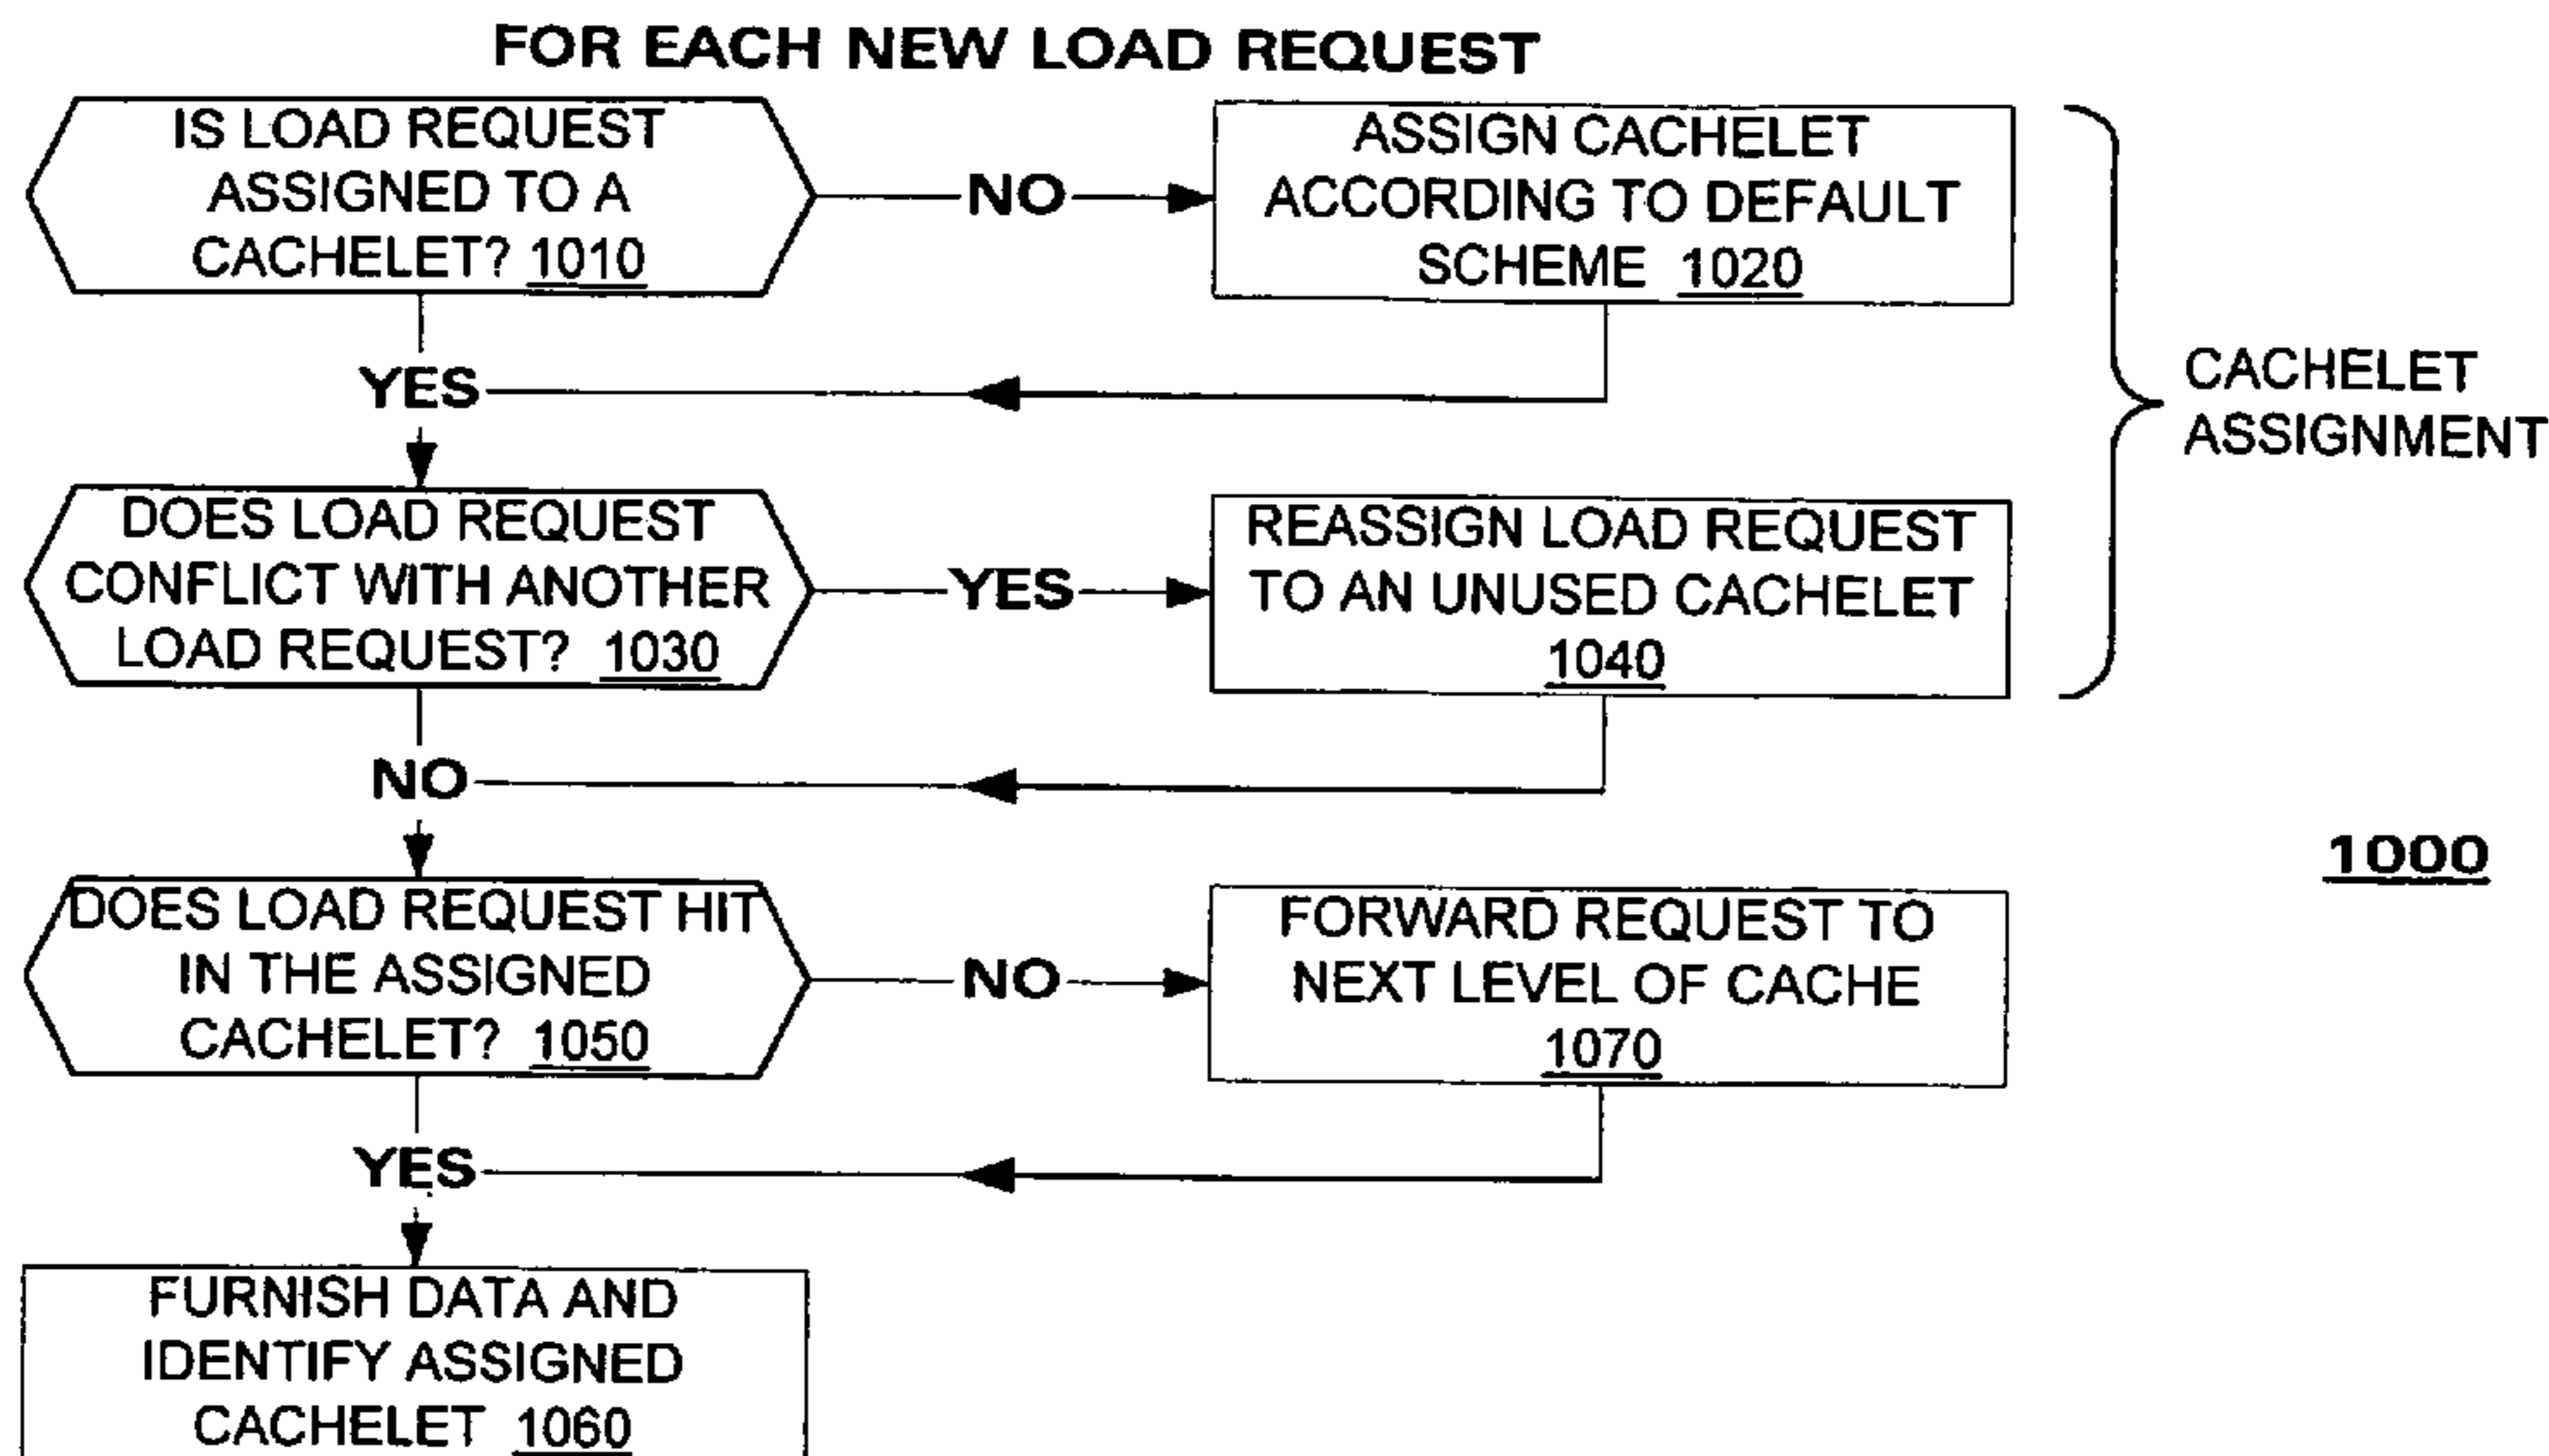 FOR EACH NEW LOAD REQUEST
IS LOAD REQUEST
ASSIGNED TO A
CACHELET? 1010
NO
ASSIGN CACHELET
ACCORDING TO DEFAULT
SCHEME 1020
YES
CACHELET
ASSIGNMENT
DOES LOAD REQUEST
CONFLICT WITH ANOTHER
LOAD REQUEST? 1030
YES
REASSIGN LOAD REQUEST
TO AN UNUSED CACHELET
1040
NO
1000
DOES LOAD REQUEST HIT
IN THE ASSIGNED
CACHELET? 1050
NO
FORWARD REQUEST TO
NEXT LEVEL OF CACHE
1070
YES
FURNISH DATA AND
IDENTIFY ASSIGNED
CACHELET 1060